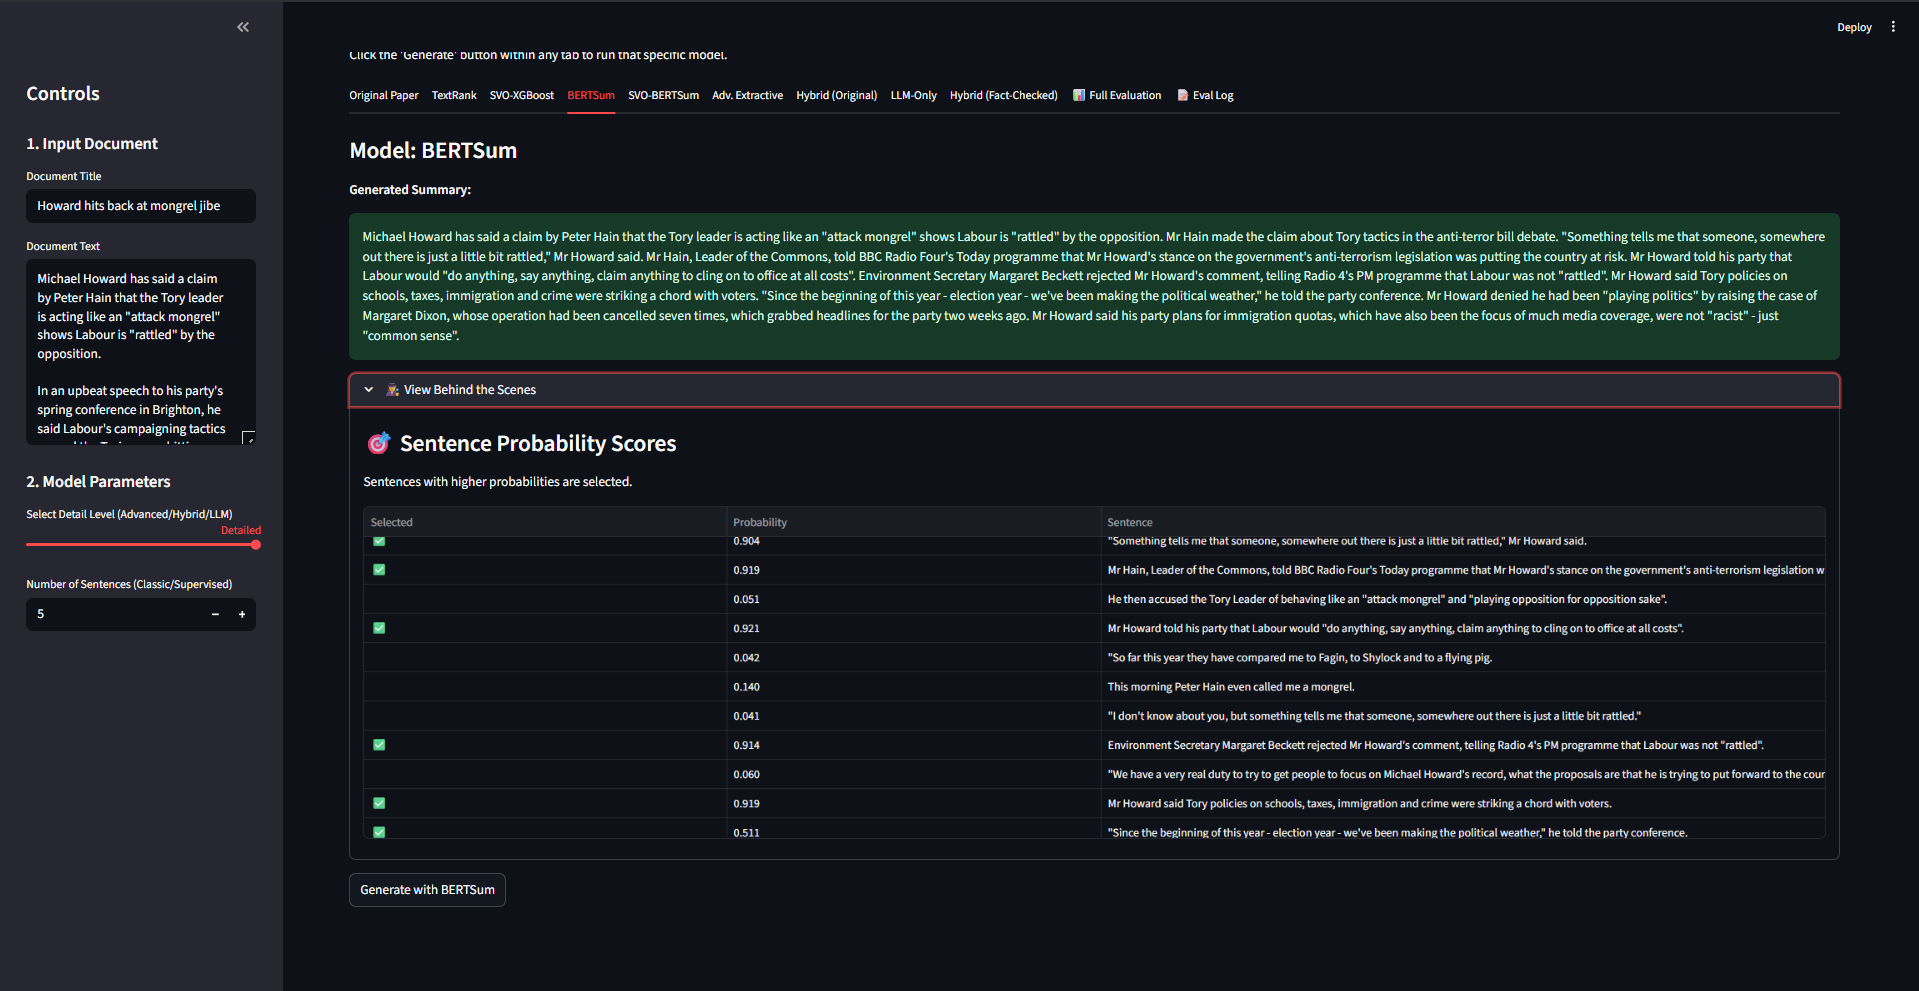 Deploy
Controls
1. Input Document
Document Title
Howard hits back at mongrel jibe
Document Text
Michael Howard has said a claim
by Peter Hain that the Tory leader
is acting like an "attack mongrel"
shows Labour is "rattled" by the
opposition.
In an upbeat speech to his party's
spring conference in Brighton, he
said Labour's campaigning tactics
2. Model Parameters
Select Detail Level (Advanced/Hybrid/LLM)
Detailed
Number of Sentences (Classic/Supervised)
5
Click the 'Generate' button within any tab to run that specific model.
Original Paper TextRank SVO-XGBoost BERTSum SVO-BERTSum Adv. Extractive Hybrid (Original) LLM-Only Hybrid (Fact-Checked) Full Evaluation Eval Log
Model: BERTSum
Generated Summary:
Michael Howard has said a claim by Peter Hain that the Tory leader is acting like an "attack mongrel" shows Labour is "rattled" by the opposition. Mr Hain made the claim about Tory tactics in the anti-terror bill debate. "Something tells me that someone, somewhere
out there is just a little bit rattled," Mr Howard said. Mr Hain, Leader of the Commons, told BBC Radio Four's Today programme that Mr Howard's stance on the government's anti-terrorism legislation was putting the country at risk. Mr Howard told his party that
Labour would "do anything, say anything, claim anything to cling on to office at all costs". Environment Secretary Margaret Beckett rejected Mr Howard's comment, telling Radio 4's PM programme that Labour was not "rattled". Mr Howard said Tory policies on
schools, taxes, immigration and crime were striking a chord with voters. "Since the beginning of this year - election year - we've been making the political weather," he told the party conference. Mr Howard denied he had been "playing politics" by raising the case of
Margaret Dixon, whose operation had been cancelled seven times, which grabbed headlines for the party two weeks ago. Mr Howard said his party plans for immigration quotas, which have also been the focus of much media coverage, were not "racist" - just
"common sense".
View Behind the Scenes
Sentence Probability Scores
Sentences with higher probabilities are selected.
Selected Probability Sentence
0.904 "Something tells me that someone, somewhere out there is just a little bit rattled," Mr Howard said.
0.919 Mr Hain, Leader of the Commons, told BBC Radio Four's Today programme that Mr Howard's stance on the government's anti-terrorism legislation w
0.051 He then accused the Tory Leader of behaving like an "attack mongrel" and "playing opposition for opposition sake".
0.921 Mr Howard told his party that Labour would "do anything, say anything, claim anything to cling on to office at all costs".
0.042 "So far this year they have compared me to Fagin, to Shylock and to a flying pig.
0.140 This morning Peter Hain even called me a mongrel.
0.041 "I don't know about you, but something tells me that someone, somewhere out there is just a little bit rattled."
0.914 Environment Secretary Margaret Beckett rejected Mr Howard's comment, telling Radio 4's PM programme that Labour was not "rattled".
0.060 "We have a very real duty to try to get people to focus on Michael Howard's record, what the proposals are that he is trying to put forward to the cour
0.919 Mr Howard said Tory policies on schools, taxes, immigration and crime were striking a chord with voters.
0.511 "Since the beginning of this year - election year - we've been making the political weather," he told the party conference.
Generate with BERTSum